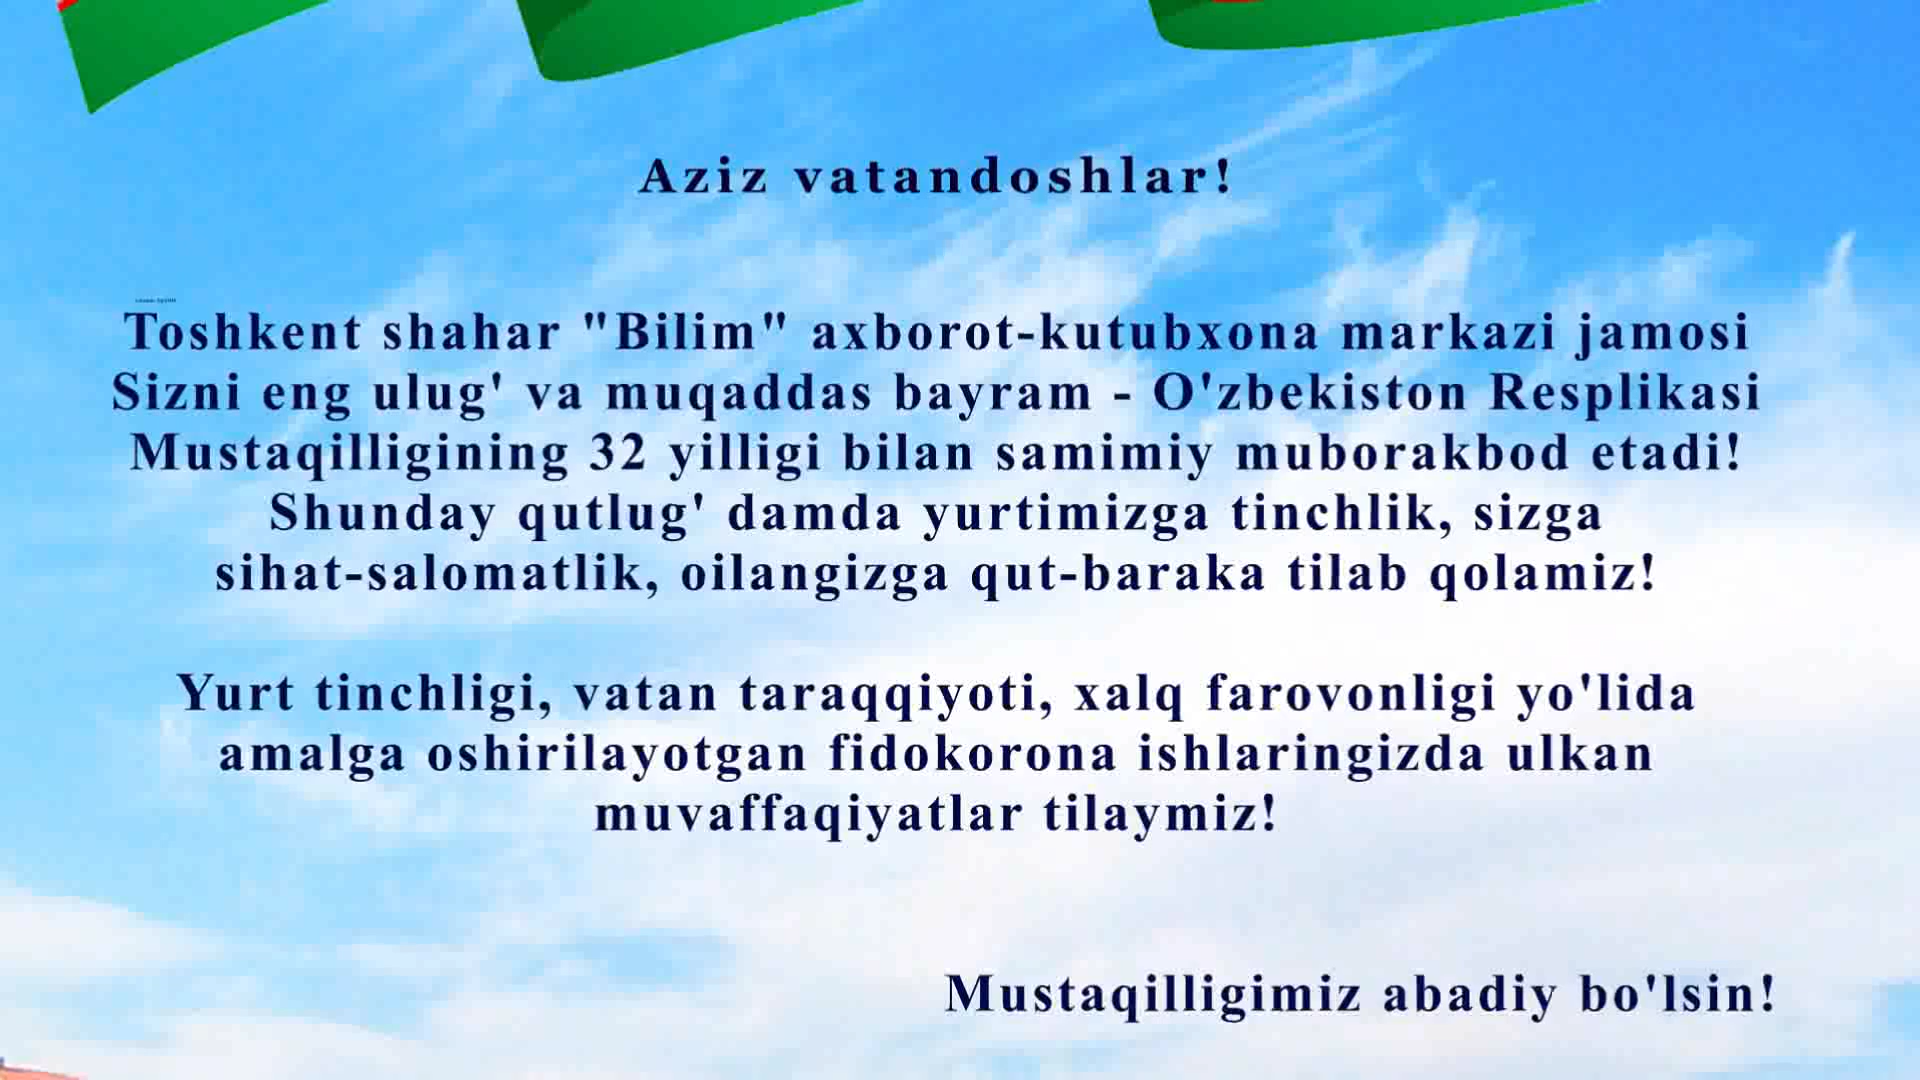 Aziz vatandoshlar!
Toshkent shahar "Bilim" axborot-kutubxona markazi jamosi
Sizni eng ulug' va muqaddas bayram - O'zbekiston Resplikasi
Mustaqilligining 32 yilligi bilan samimiy muborakbod etadi!
Shunday qutlug' damda yurtimizga tinchlik, sizga
sihat-salomatlik, oilangizga qut-baraka tilab qolamiz!
Yurt tinchligi, vatan taraqqiyoti, xalq farovonligi yo'lida
amalga oshirilayotgan fidokorona ishlaringizda ulkan
muvaffaqiyatlar tilaymiz!
Mustaqilligimiz abadiy bo'lsin!